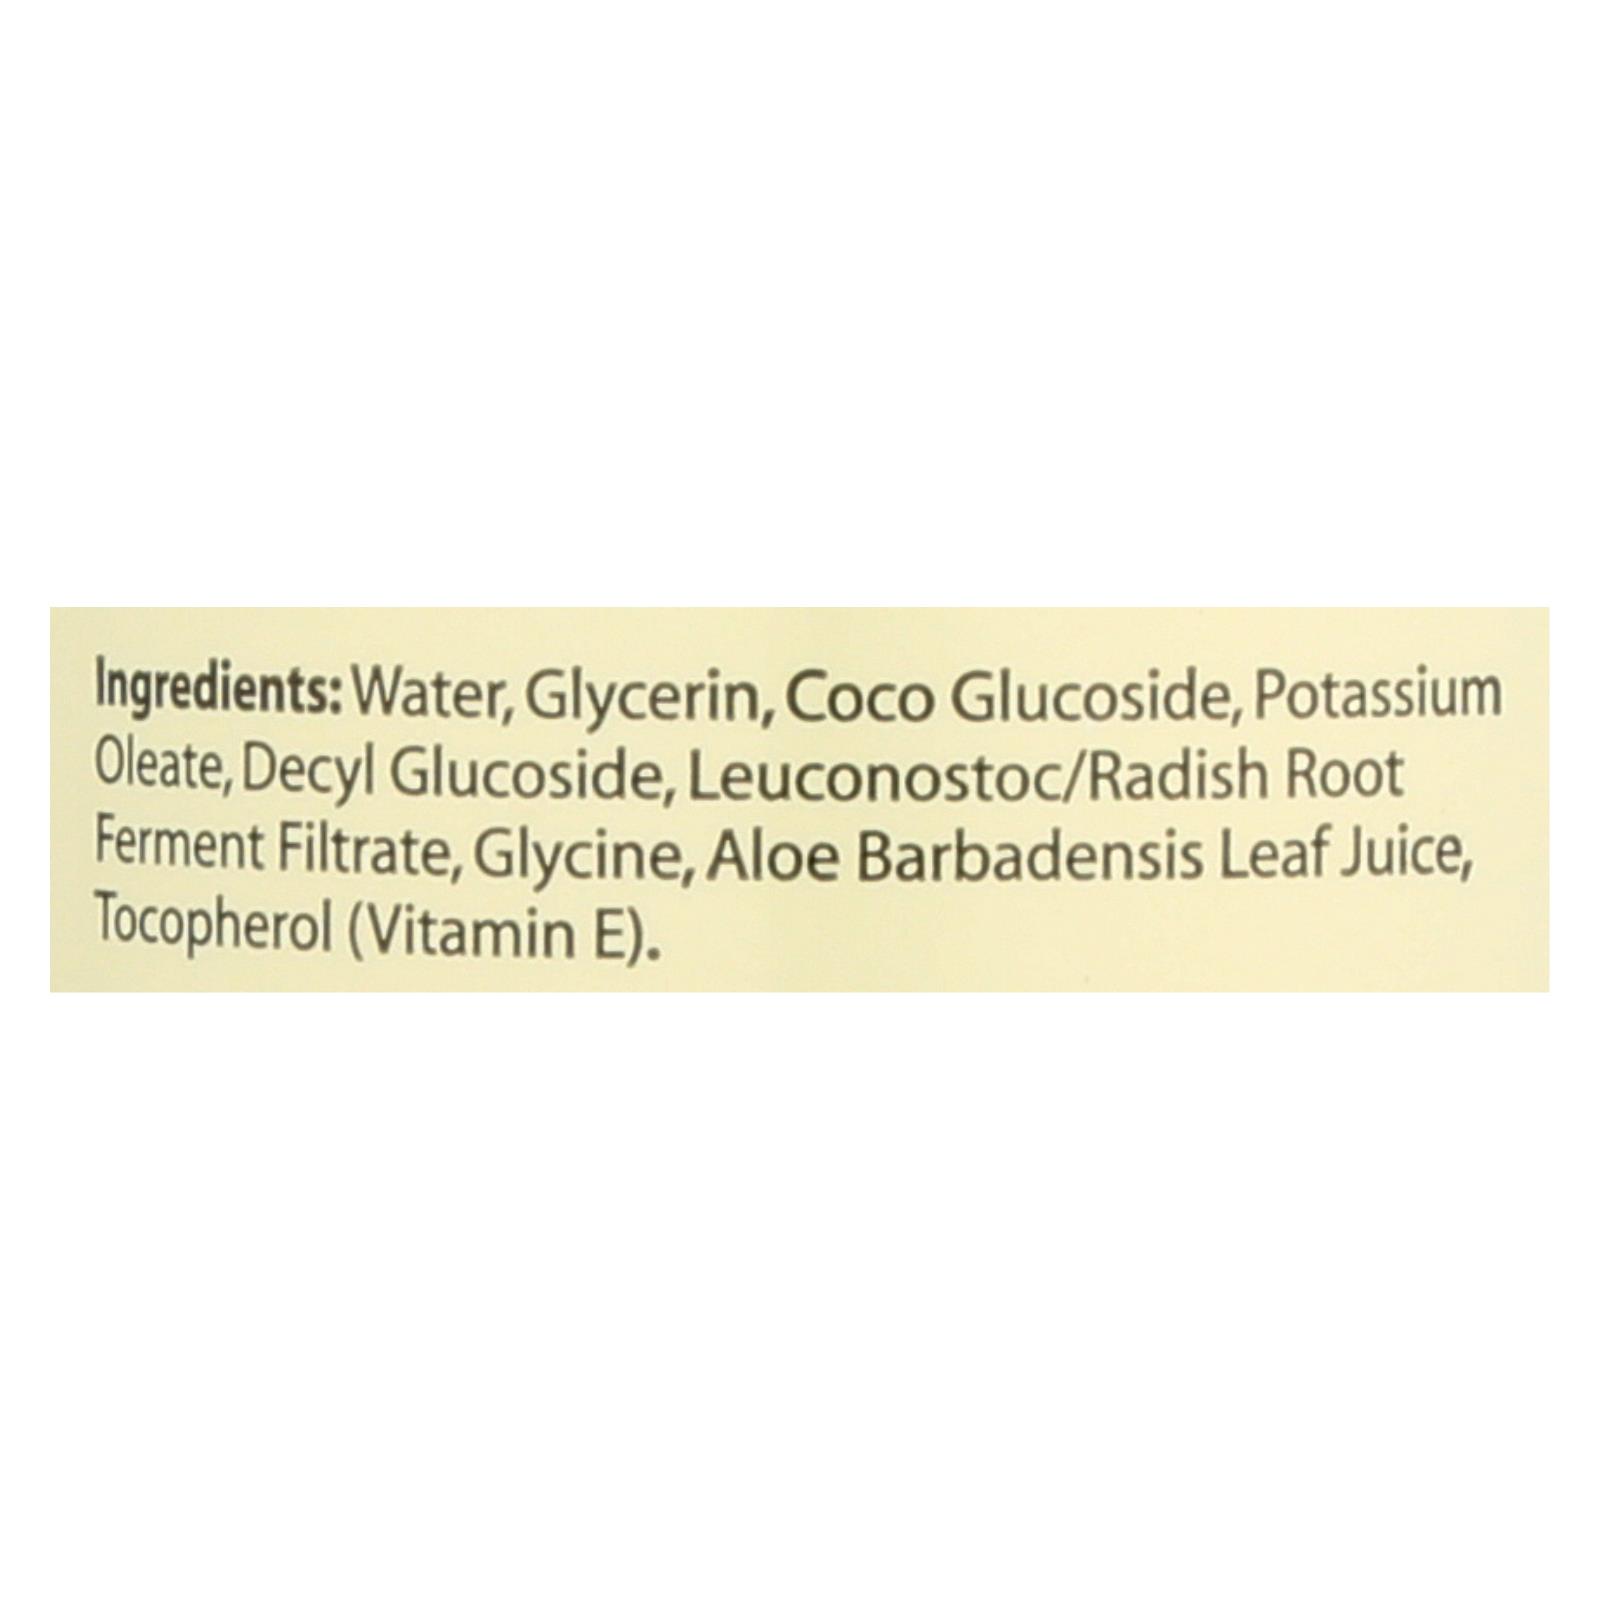 Ingredients: Water, Glycerin, Coco Glucoside, Potassium
Oleate, Decyl Glucoside, Leuconostoc/Radish Root
Ferment Filtrate, Glycine, Aloe Barbadensis Leaf Juice,
Tocopherol (Vitamin E).